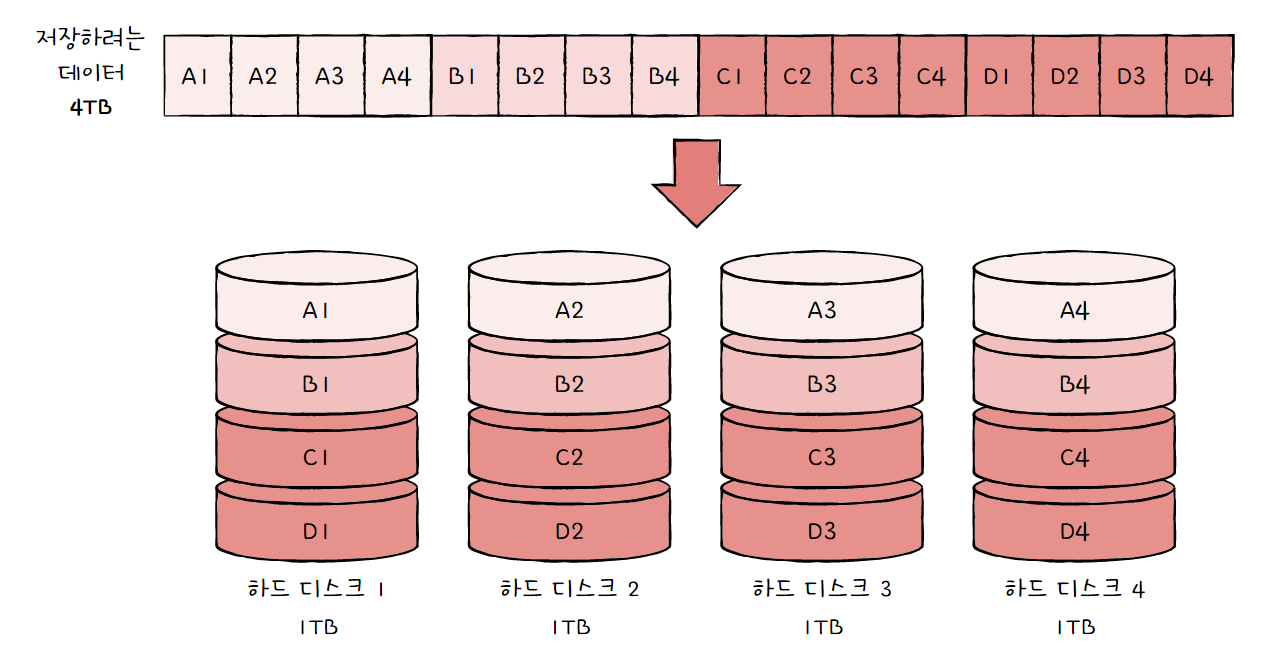 저장하려는
데이터
4TB
A1 A2 A3 A4 B1 B2 B3 B4 C1 C2 C3 C4 D1 D2 D3 D4
A1 A2 A3 A4
B1 B2 B3 B4
C1 C2 C3 C4
D1 D2 D3 D4
하드 디스크 1 하드 디스크 2 하드 디스크 3 하드 디스크 4
1TB 1TB 1TB 1TB